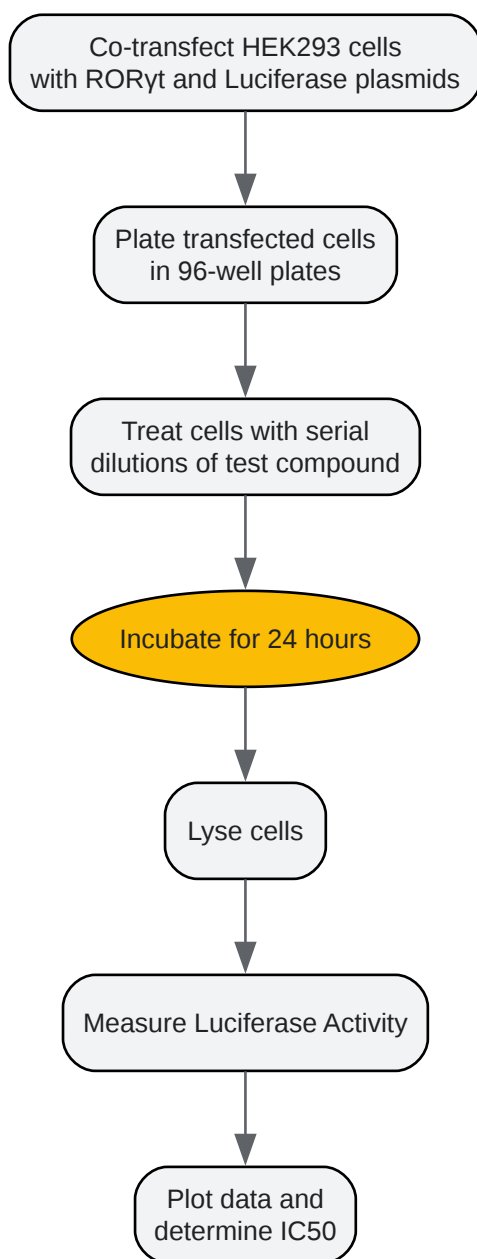 Co-transfect HEK293 cells
with RORγt and Luciferase plasmids
Plate transfected cells
in 96-well plates
Treat cells with serial
dilutions of test compound
Incubate for 24 hours
Lyse cells
Measure Luciferase Activity
Plot data and
determine IC50